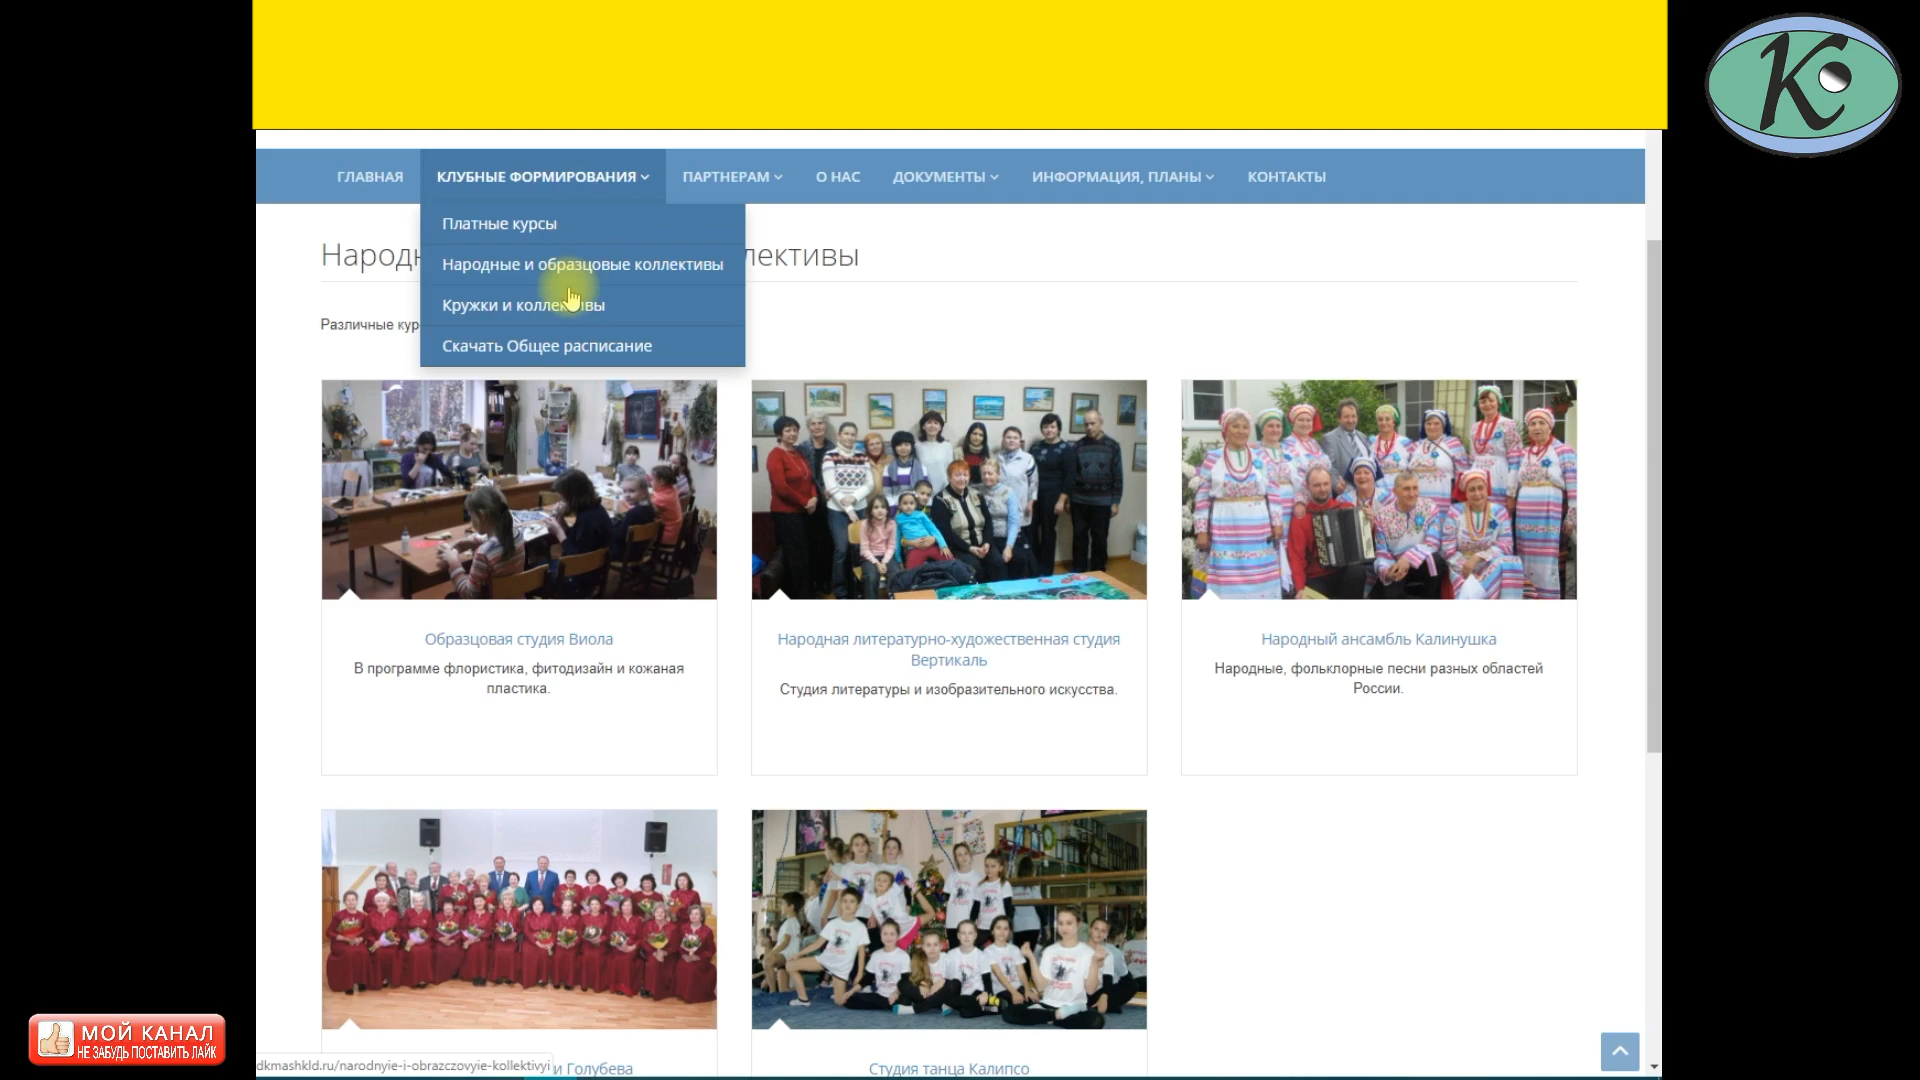 K
ГЛАВНАЯ КЛУБНЫЕ ФОРМИРОВАНИЯ ПАРТНЕРАМ О НАС ДОКУМЕНТЫ ИНФОРМАЦИЯ, ПЛАНЫ КОНТАКТЫ
Платные курсы
Народные и образцовые коллективы
Кружки и коллективы
Скачать Общее расписание
Народн лективы
Различные кур
Образцовая студия Виола
В программе флористика, фитодизайн и кожаная
пластика.
Народная литературно-художественная студия
Вертикаль
Студия литературы и изобразительного искусства.
Народный ансамбль Калинушка
Народные, фольклорные песни разных областей
России.
и Голубева
Студия танца Калипсо
dkmashkld.ru/narodnyie-i-obrazczovyie-kollektivyi
МОЙ КАНАЛ
НЕ ЗАБУДЬ ПОСТАВИТЬ ЛАЙК